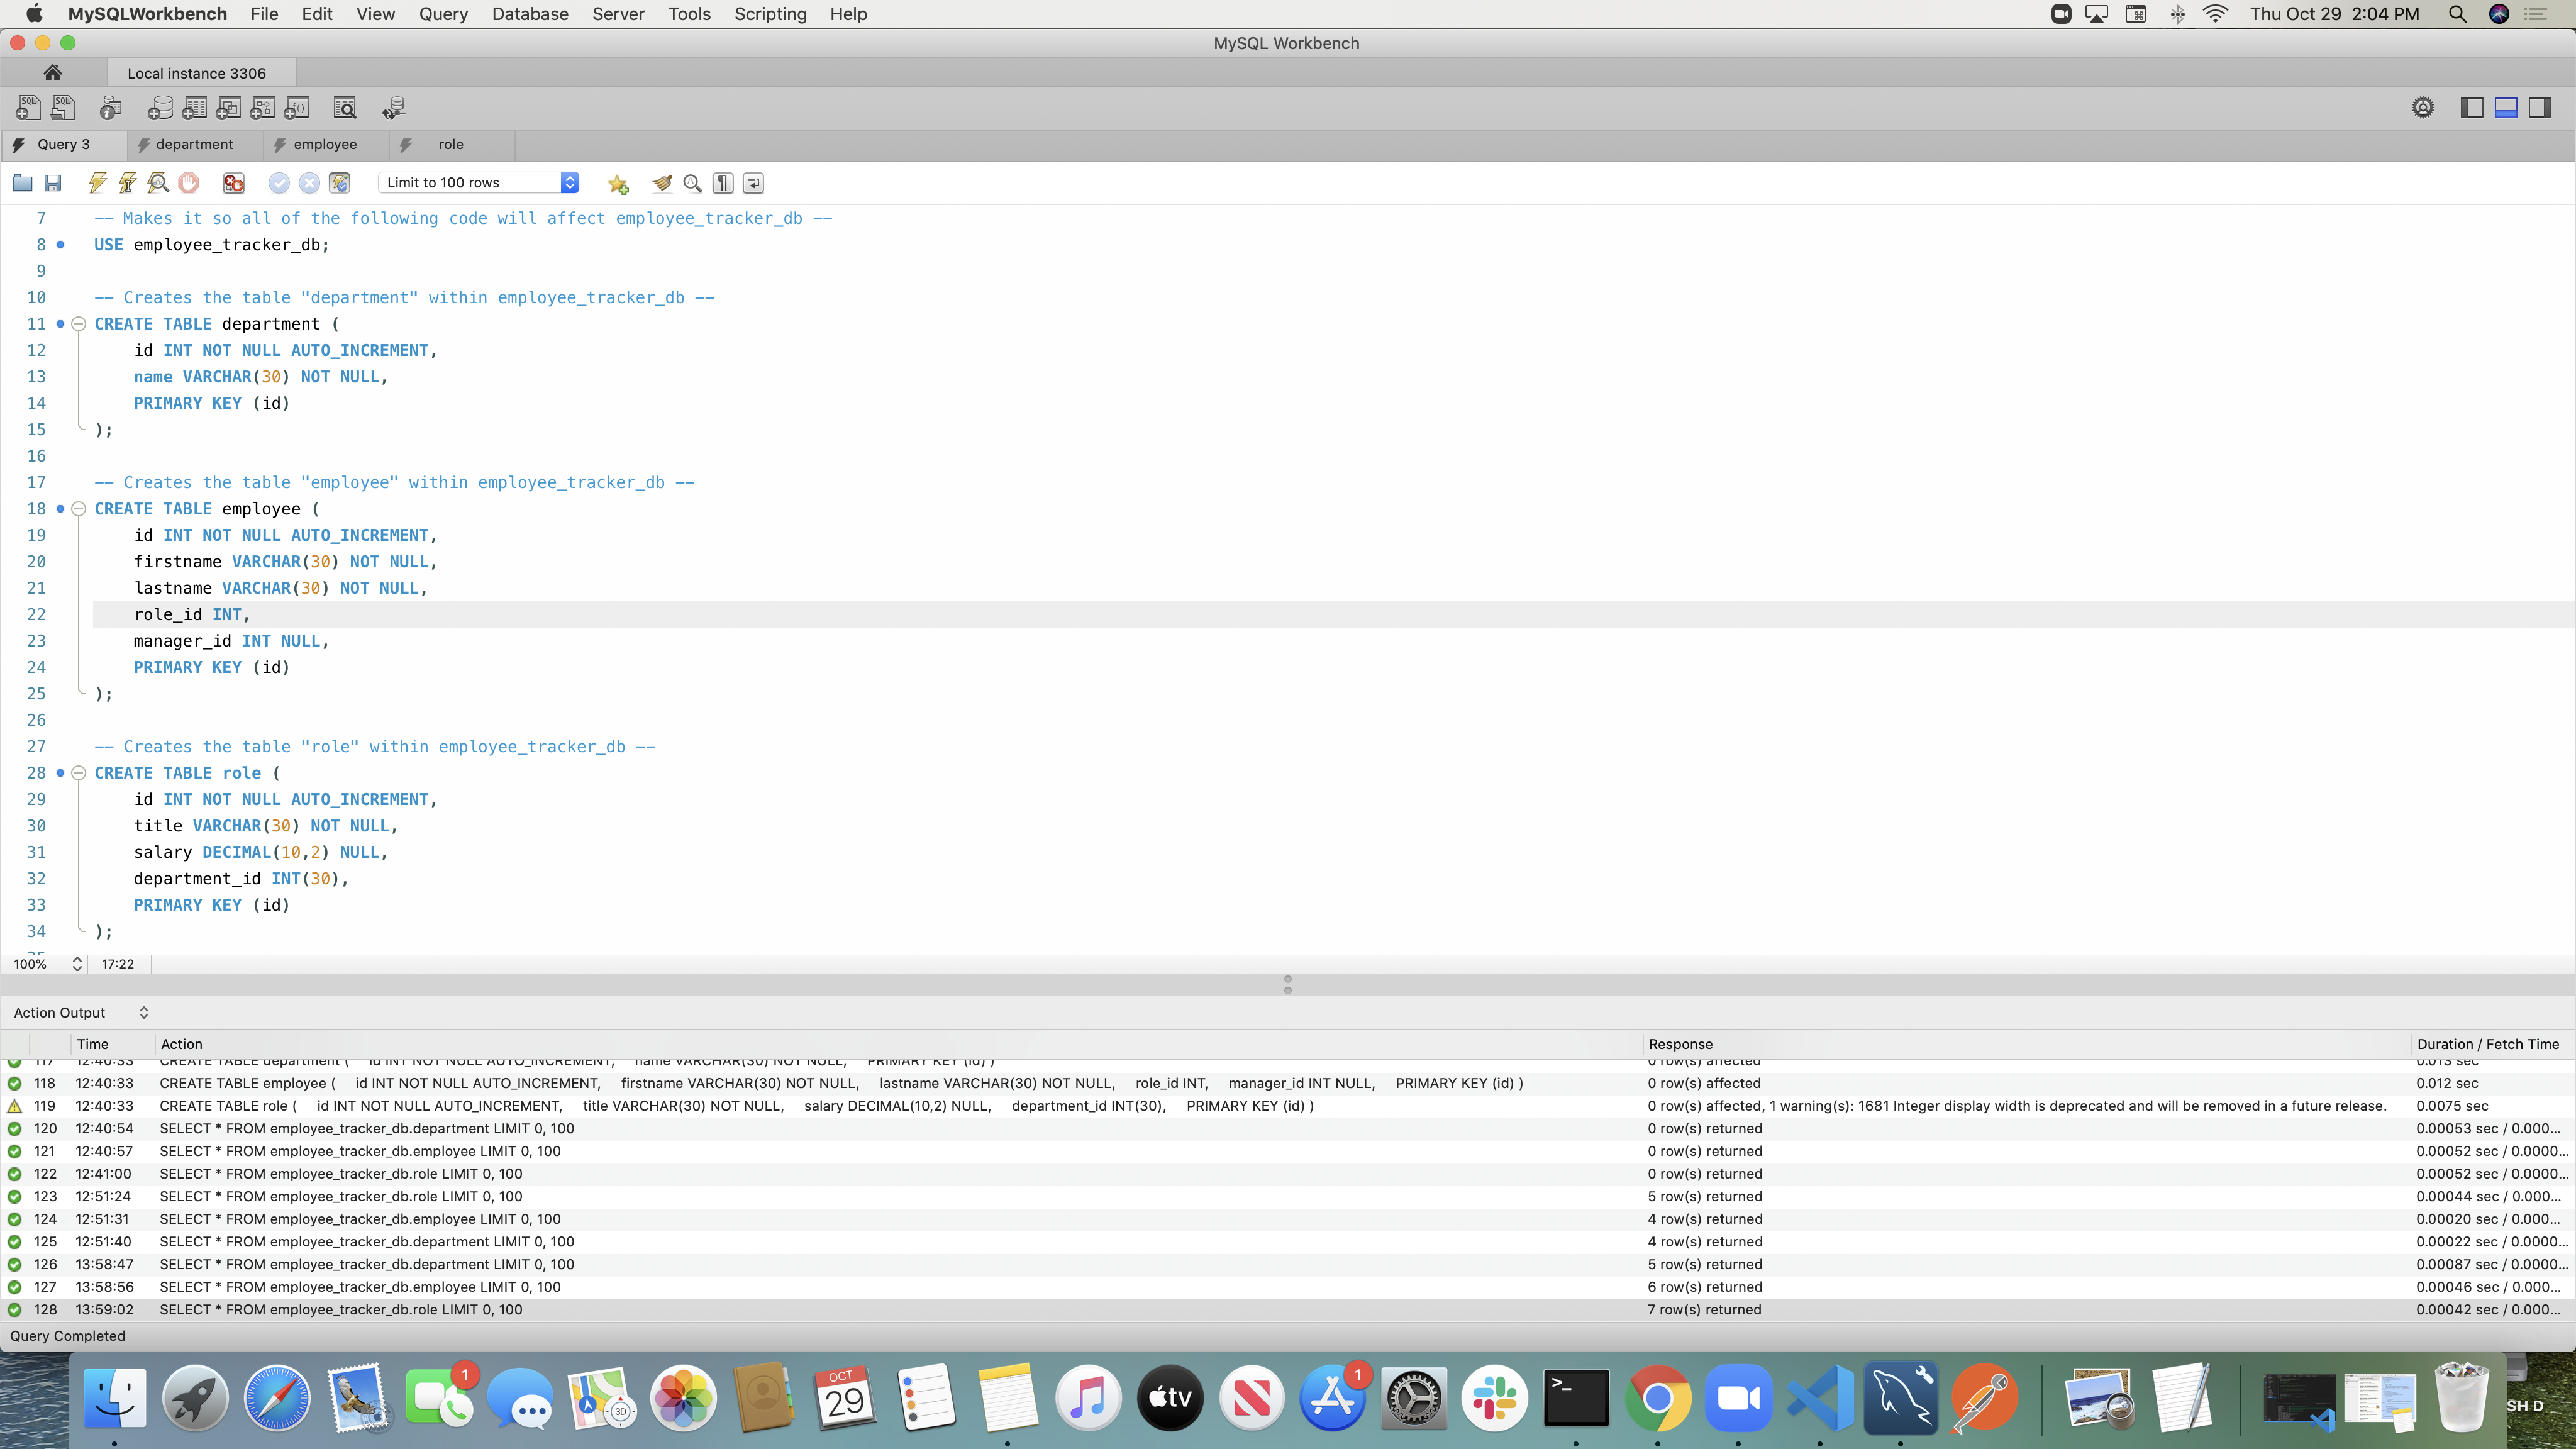 MySQLWorkbench File Edit View Query Database Server Tools Scripting Help Thu Oct 29 2:04 PM
MySQL Workbench
Local instance 3306
Query 3 department employee role
Limit to 100 rows
7 -- Makes it so all of the following code will affect employee_tracker_db --
8 USE employee_tracker_db;
9
10 -- Creates the table "department" within employee_tracker_db --
11 CREATE TABLE department (
12 id INT NOT NULL AUTO_INCREMENT,
13 name VARCHAR(30) NOT NULL,
14 PRIMARY KEY (id)
15 );
16
17 -- Creates the table "employee" within employee_tracker_db --
18 CREATE TABLE employee (
19 id INT NOT NULL AUTO_INCREMENT,
20 firstname VARCHAR(30) NOT NULL,
21 lastname VARCHAR(30) NOT NULL,
22 role_id INT,
23 manager_id INT NULL,
24 PRIMARY KEY (id)
25 );
26
27 -- Creates the table "role" within employee_tracker_db --
28 CREATE TABLE role (
29 id INT NOT NULL AUTO_INCREMENT,
30 title VARCHAR(30) NOT NULL,
31 salary DECIMAL(10,2) NULL,
32 department_id INT(30),
33 PRIMARY KEY (id)
34 );
100% 17:22
Action Output
Time Action Response Duration / Fetch Time
117 12:40:33 CREATE TABLE department ( id INT NOT NULL AUTO_INCREMENT, name VARCHAR(30) NOT NULL, PRIMARY KEY (id) ) 0 row(s) affected 0.013 sec
118 12:40:33 CREATE TABLE employee ( id INT NOT NULL AUTO_INCREMENT, firstname VARCHAR(30) NOT NULL, lastname VARCHAR(30) NOT NULL, role_id INT, manager_id INT NULL, PRIMARY KEY (id) ) 0 row(s) affected 0.012 sec
119 12:40:33 CREATE TABLE role ( id INT NOT NULL AUTO_INCREMENT, title VARCHAR(30) NOT NULL, salary DECIMAL(10,2) NULL, department_id INT(30), PRIMARY KEY (id) ) 0 row(s) affected, 1 warning(s): 1681 Integer display width is deprecated and will be removed in a future release. 0.0075 sec
120 12:40:54 SELECT * FROM employee_tracker_db.department LIMIT 0, 100 0 row(s) returned 0.00053 sec / 0.000...
121 12:40:57 SELECT * FROM employee_tracker_db.employee LIMIT 0, 100 0 row(s) returned 0.00052 sec / 0.0000...
122 12:41:00 SELECT * FROM employee_tracker_db.role LIMIT 0, 100 0 row(s) returned 0.00052 sec / 0.0000...
123 12:51:24 SELECT * FROM employee_tracker_db.role LIMIT 0, 100 5 row(s) returned 0.00044 sec / 0.000...
124 12:51:31 SELECT * FROM employee_tracker_db.employee LIMIT 0, 100 4 row(s) returned 0.00020 sec / 0.000...
125 12:51:40 SELECT * FROM employee_tracker_db.department LIMIT 0, 100 4 row(s) returned 0.00022 sec / 0.0000...
126 13:58:47 SELECT * FROM employee_tracker_db.department LIMIT 0, 100 5 row(s) returned 0.00087 sec / 0.0000...
127 13:58:56 SELECT * FROM employee_tracker_db.employee LIMIT 0, 100 6 row(s) returned 0.00046 sec / 0.0000...
128 13:59:02 SELECT * FROM employee_tracker_db.role LIMIT 0, 100 7 row(s) returned 0.00042 sec / 0.000...
Query Completed
1 3D OCT 29 tv 1 >_ SH D